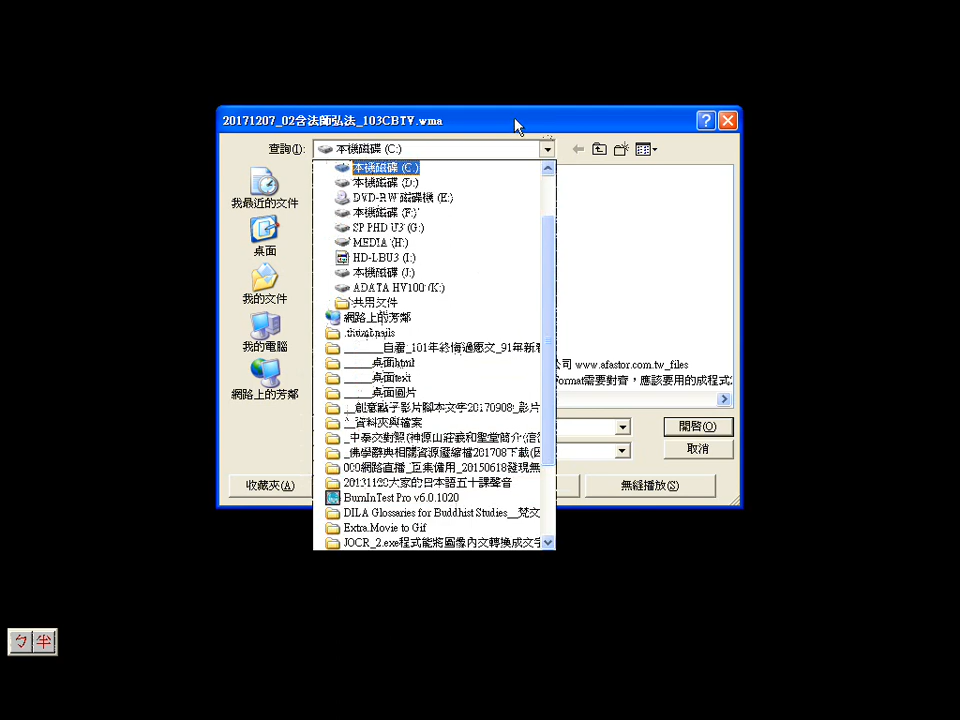 20171207_02含法師弘法_103CBTV.wma
查詢(I):
本機磁碟 (C:)
我最近的文件
桌面
我的文件
我的電腦
網路上的芳鄰
本機磁碟 (C:)
本機磁碟 (D:)
DVD-RW 磁碟機 (E:)
本機磁碟 (F:)
SP PHD U3 (G:)
MEDIA (H:)
HD-LBU3 (I:)
本機磁碟 (J:)
ADATA HV100 (K:)
共用文件
網路上的芳鄰
.thumbnails
_101年終悔過應文_91年新
桌面html
桌面text
桌面圖片
__創意點子影片腳本文字20170908_影片
__資料夾與檔案
_中泰交對照(神源山莊義和聖堂簡介(
_佛學辭典相關資源壓縮檔201708下載(
000網路直播_互集備用_20150618發現無
20131128大家的日本語五十課聲音
BurnInTest Pro v6.0.1020
DILA Glossaries for Buddhist Studies__梵文
Extra.Movie to Gif
JOCR_2.exe程式能將圖像內文轉換成文字
公司 www.afastor.com.tw_files
Format需要對齊，應該要用的成程式
開啓(O)
取消
收藏夾(A)
無縫播放(S)
ㄅ半